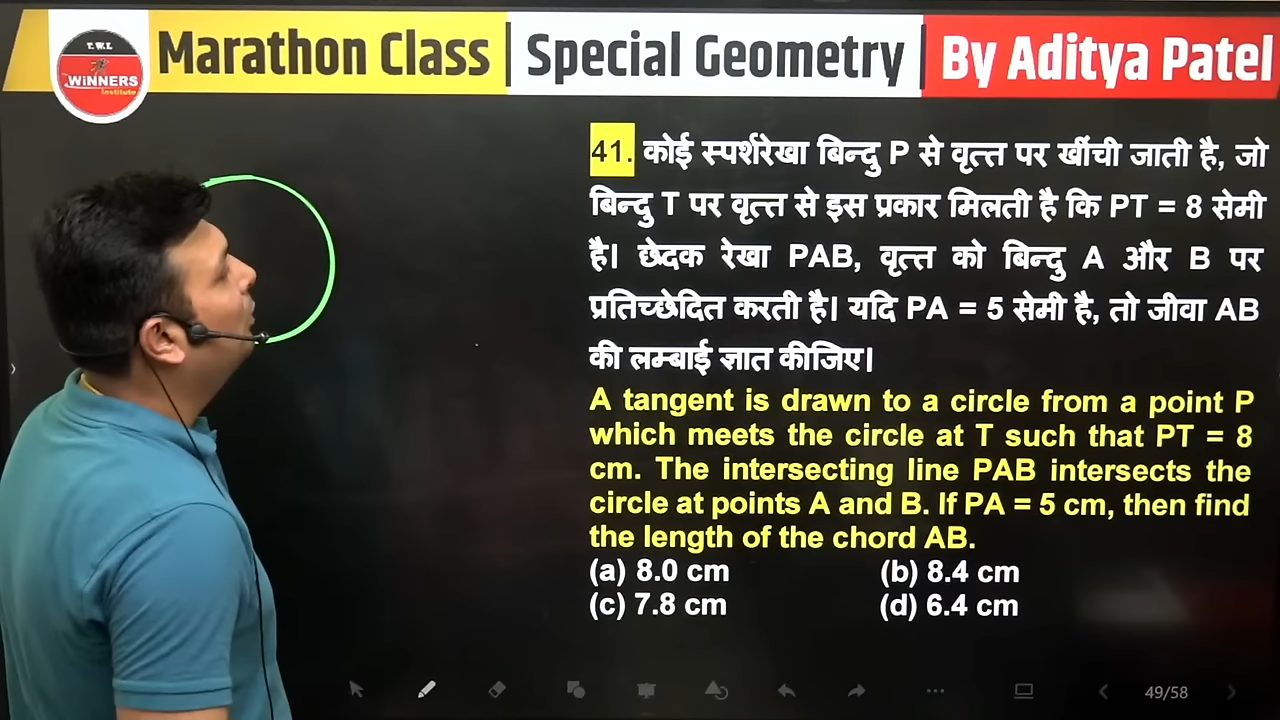 T.W.I.
WINNERS
Institute
Marathon Class | Special Geometry | By Aditya Patel
41. कोई स्पर्शरेखा बिन्दु P से वृत्त पर खींची जाती है, जो
बिन्दु T पर वृत्त से इस प्रकार मिलती है कि PT = 8 सेमी
है। छेदक रेखा PAB, वृत्त को बिन्दु A और B पर
प्रतिच्छेदित करती है। यदि PA = 5 सेमी है, तो जीवा AB
की लम्बाई ज्ञात कीजिए।
A tangent is drawn to a circle from a point P
which meets the circle at T such that PT = 8
cm. The intersecting line PAB intersects the
circle at points A and B. If PA = 5 cm, then find
the length of the chord AB.
(a) 8.0 cm (b) 8.4 cm
(c) 7.8 cm (d) 6.4 cm
49/58